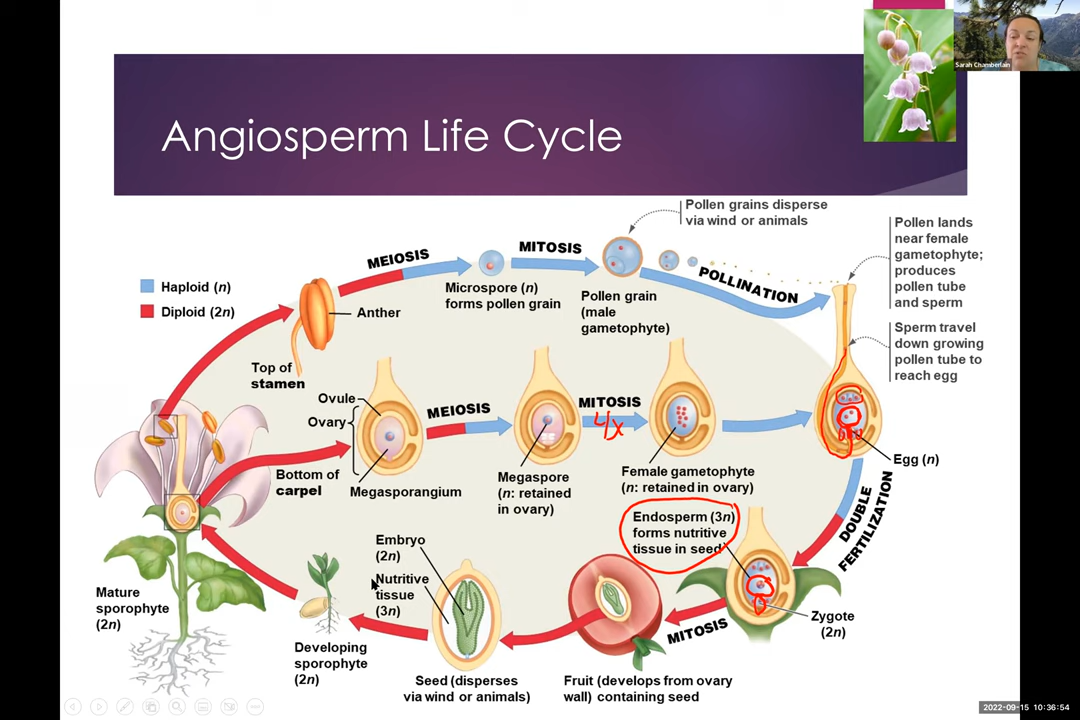 Sarah Chamberlain
Angiosperm Life Cycle
Pollen grains disperse
via wind or animals
Pollen lands
near female
gametophyte;
produces
pollen tube
and sperm
MEIOSIS
MITOSIS
POLLINATION
Haploid (n)
Diploid (2n)
Microspore (n)
forms pollen grain
Pollen grain
(male
gametophyte)
Anther
Sperm travel
down growing
pollen tube to
reach egg
Top of
stamen
Ovule
Ovary
MEIOSIS
MITOSIS
4x
Bottom of
carpel
Megasporangium
Megaspore
(n: retained
in ovary)
Female gametophyte
(n: retained in ovary)
Egg (n)
DOUBLE
FERTILIZATION
Endosperm (3n)
forms nutritive
tissue in seed
Embryo
(2n)
Nutritive
tissue
(3n)
Mature
sporophyte
(2n)
Zygote
(2n)
MITOSIS
Developing
sporophyte
(2n)
Seed (disperses
via wind or animals)
Fruit (develops from ovary
wall) containing seed
2022-09-15 10:36:54